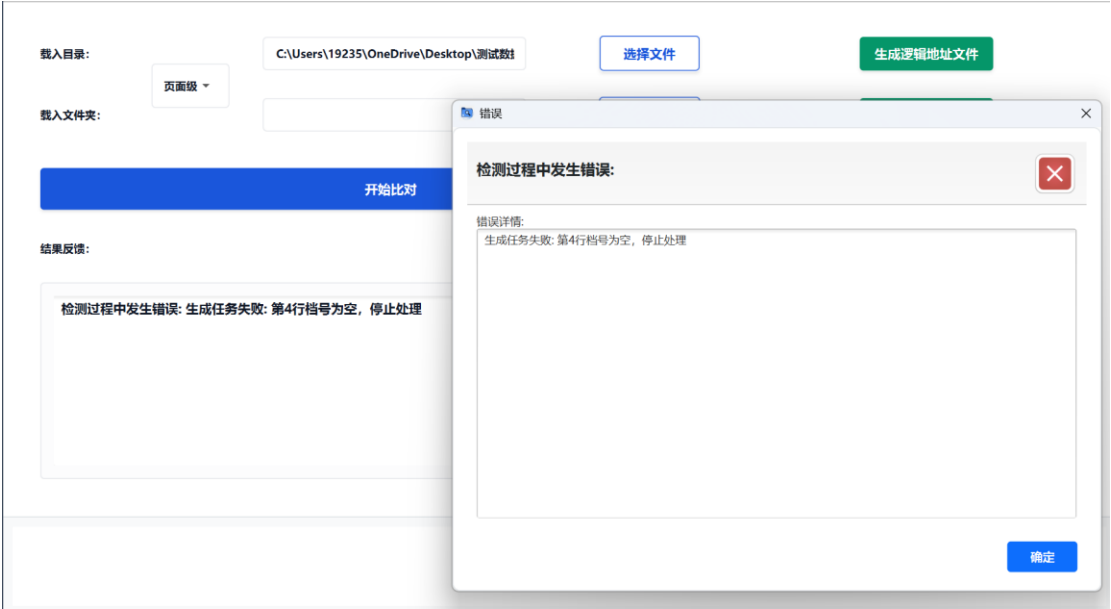 载入目录:
C:\Users\19235\OneDrive\Desktop\测试数
选择文件
生成逻辑地址文件
页面级
载入文件夹:
错误
开始比对
检测过程中发生错误:
错误详情:
生成任务失败: 第4行档号为空，停止处理
结果反馈:
检测过程中发生错误: 生成任务失败: 第4行档号为空，停止处理
确定